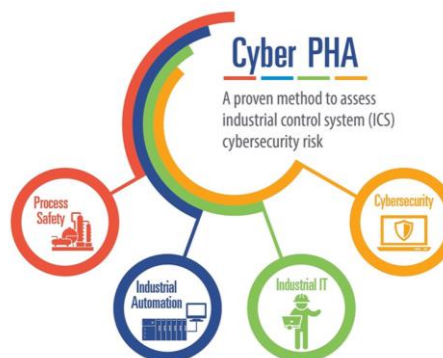 Cyber PHA
A proven method to assess
industrial control system (ICS)
cybersecurity risk
Process
Safety
Cybersecurity
Industrial
Automation
Industrial IT